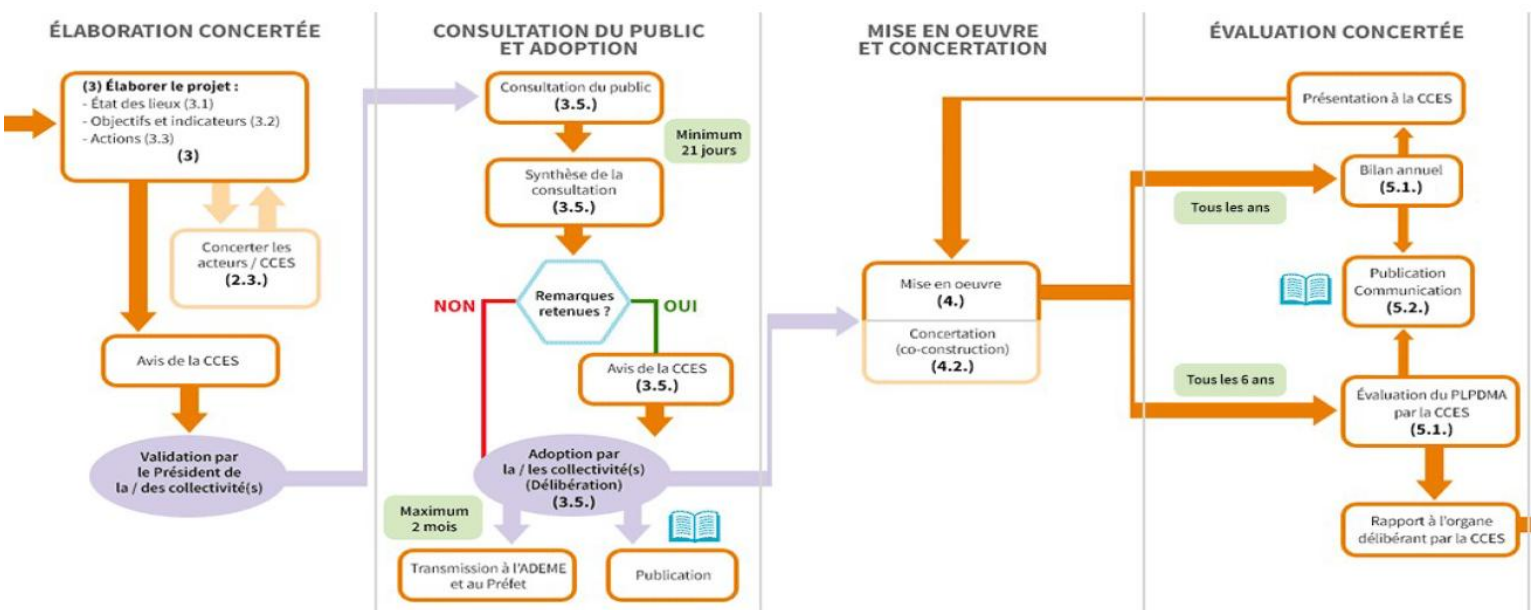 ÉLABORATION CONCERTÉE
(3) Élaborer le projet :
- État des lieux (3.1)
- Objectifs et indicateurs (3.2)
- Actions (3.3)
(3)
Concerter les
acteurs / CCES
(2.3.)
Avis de la CCES
Validation par
le Président de
la / des collectivité(s)
CONSULTATION DU PUBLIC
ET ADOPTION
Consultation du public
(3.5.)
Minimum
21 jours
Synthèse de la
consultation
(3.5.)
Remarques
retenues ?
NON
OUI
Avis de la CCES
(3.5.)
Adoption par
la / les collectivité(s)
(Délibération)
(3.5.)
Maximum
2 mois
Transmission à l'ADEME
et au Préfet
Publication
MISE EN OEUVRE
ET CONCERTATION
Mise en oeuvre
(4.)
Concertation
(co-construction)
(4.2.)
ÉVALUATION CONCERTÉE
Présentation à la CCES
Bilan annuel
(5.1.)
Tous les ans
Publication
Communication
(5.2.)
Tous les 6 ans
Évaluation du PLPDMA
par la CCES
(5.1.)
Rapport à l'organe
délibérant par la CCES